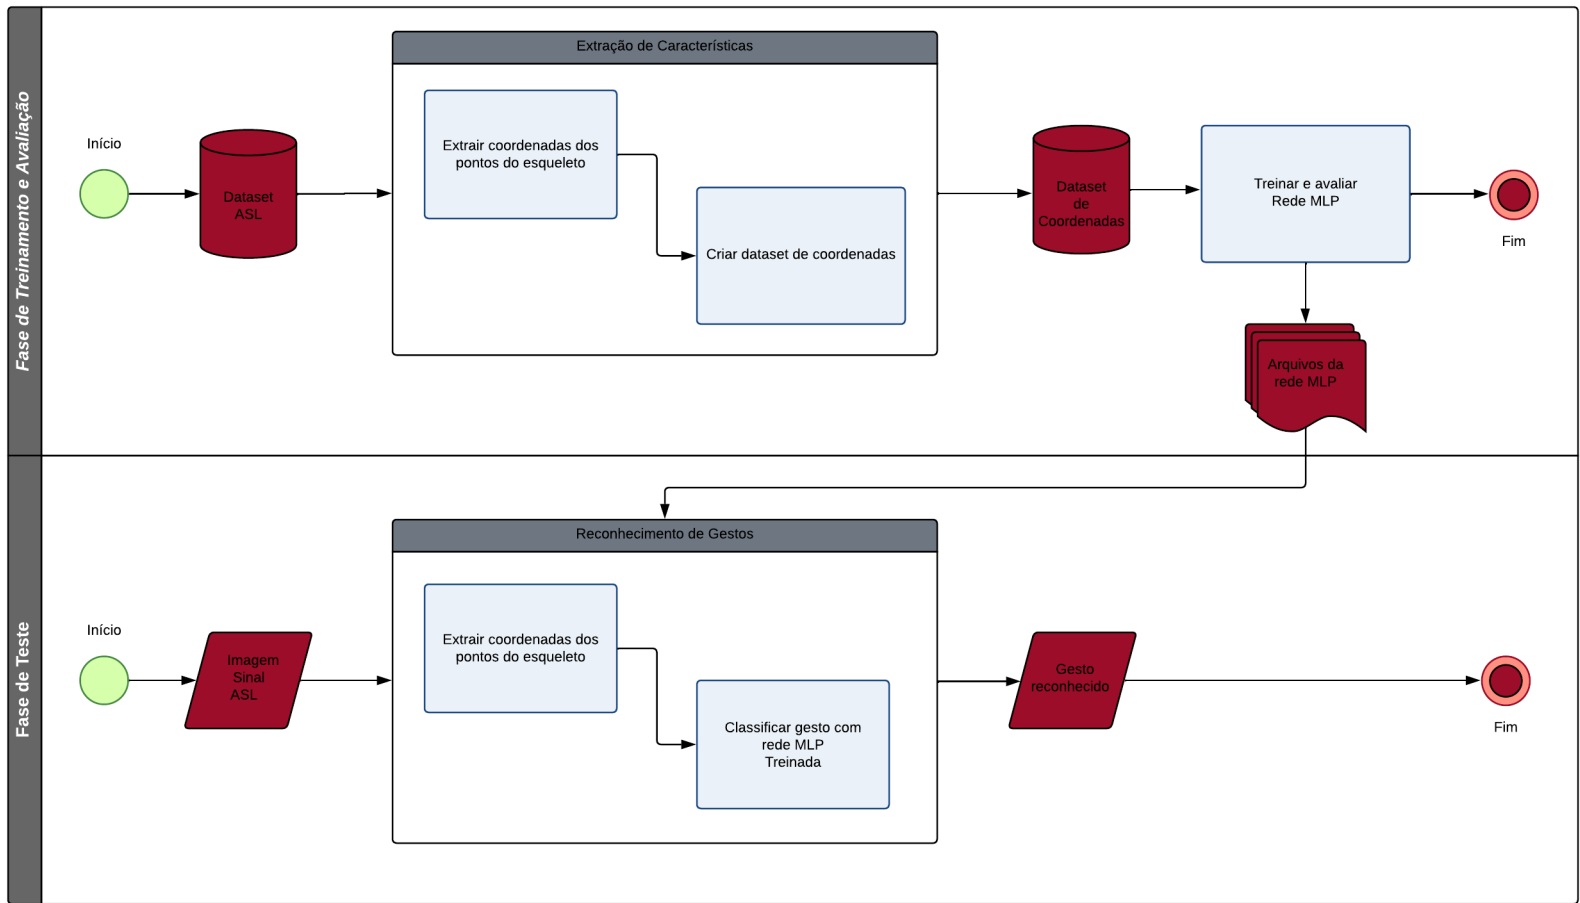 Fase de Treinamento e Avaliação
Início
Dataset
ASL
Extração de Características
Extrair coordenadas dos
pontos do esqueleto
Criar dataset de coordenadas
Dataset
de
Coordenadas
Treinar e avaliar
Rede MLP
Fim
Arquivos da
rede MLP
Fase de Teste
Início
Imagem
Sinal
ASL
Reconhecimento de Gestos
Extrair coordenadas dos
pontos do esqueleto
Classificar gesto com
rede MLP
Treinada
Gesto
reconhecido
Fim